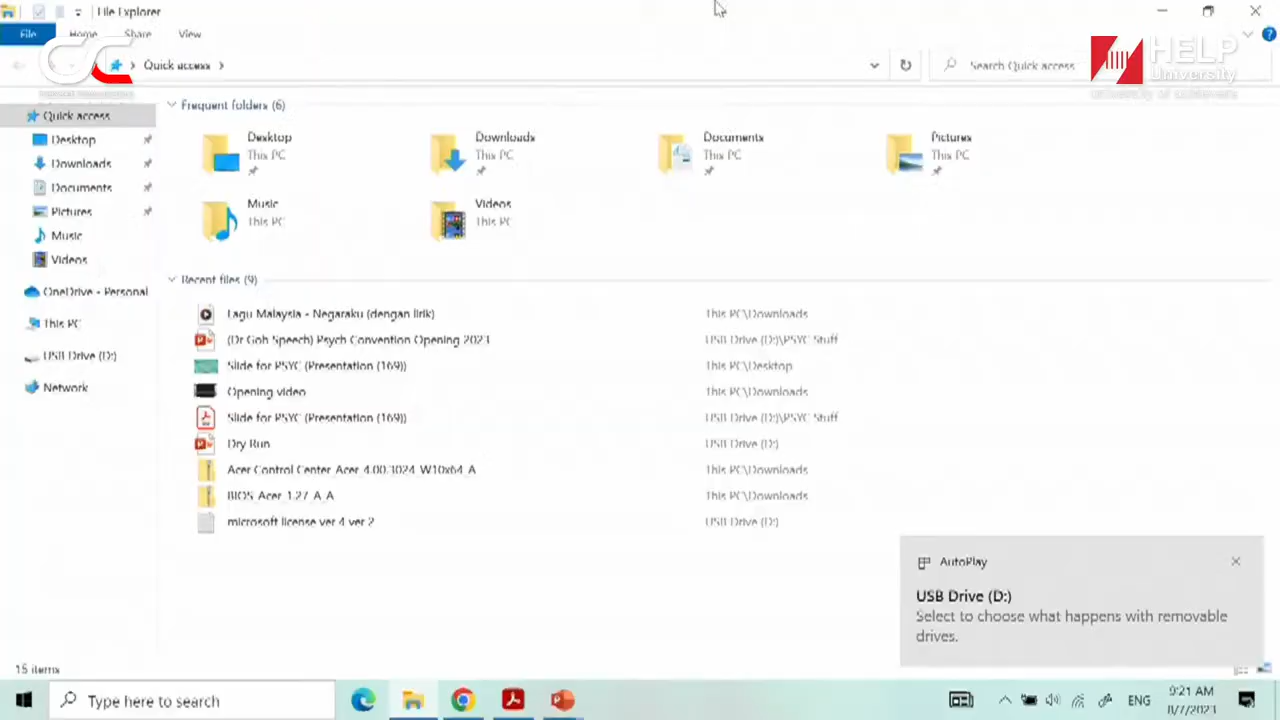 File Explorer
File Home Share View
Quick access
Search Quick access
HELP
University
Quick access
Desktop
Downloads
Documents
Pictures
Music
Videos
OneDrive - Personal
This PC
USB Drive (D:)
Network
Frequent folders (6)
Desktop
This PC
Downloads
This PC
Documents
This PC
Pictures
This PC
Music
This PC
Videos
This PC
Recent files (9)
Lagu Malaysia - Negaraku (dengan lirik) This PC\Downloads
(Dr Goh Speech) Psych Convention Opening 2023 USB Drive (D:)\PSYC Stuff
Slide for PSYC (Presentation (169)) This PC\Desktop
Opening video This PC\Downloads
Slide for PSYC (Presentation (169)) USB Drive (D:)\PSYC Stuff
Dry Run USB Drive (D:)
Acer Control Center Acer 4.00.3024 W10x64 A This PC\Downloads
BIOS Acer 1.27 A A This PC\Downloads
microsoft license ver 4 ver 2 USB Drive (D:)
AutoPlay
USB Drive (D:)
Select to choose what happens with removable
drives.
15 items
Type here to search
ENG
9:21 AM
8/7/2023